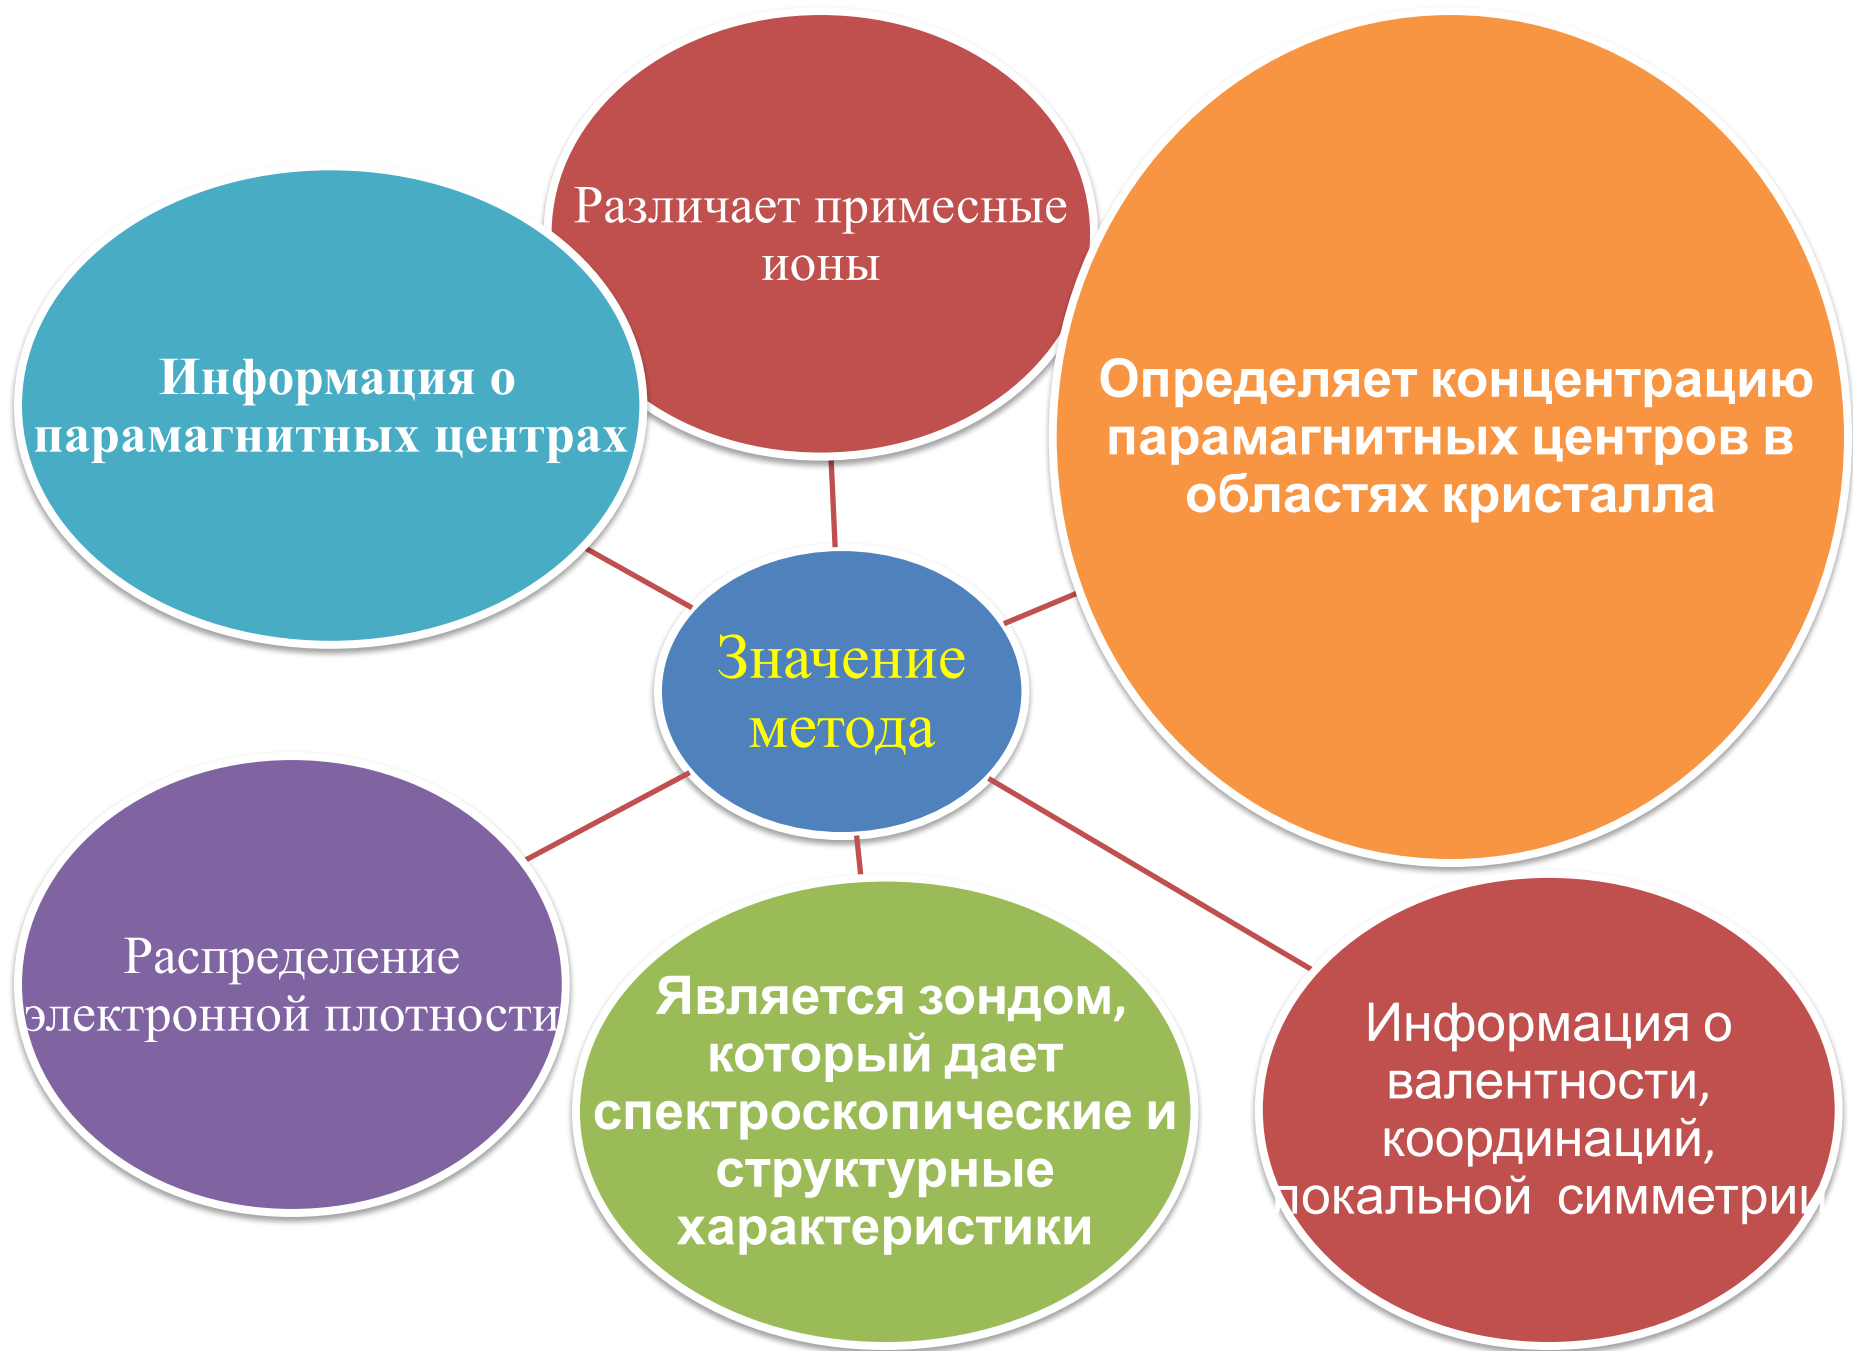 Различает примесные
ионы
Информация о
парамагнитных центрах
Определяет концентрацию
парамагнитных центров в
областях кристалла
Значение
метода
Распределение
электронной плотности
Является зондом,
который дает
спектроскопические и
структурные
характеристики
Информация о
валентности,
координаций,
локальной симметрии